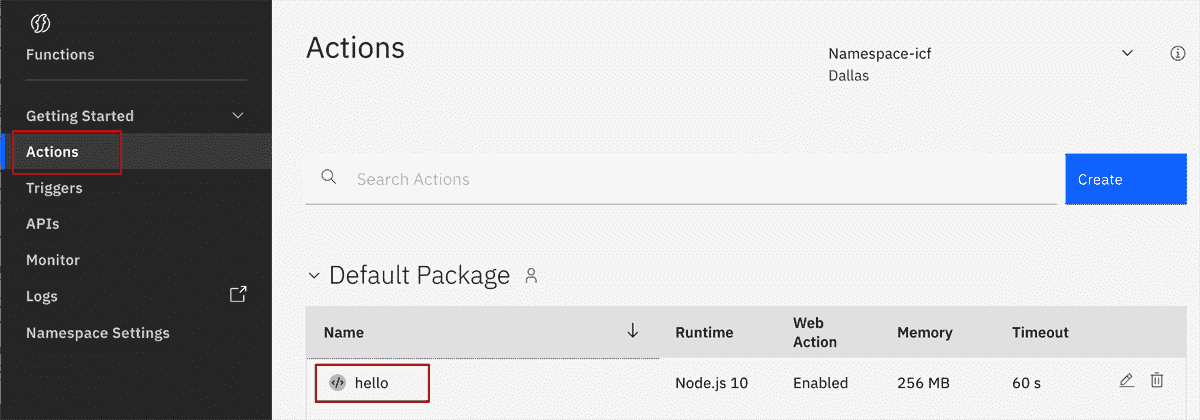 Functions
Getting Started
Actions
Triggers
APIs
Monitor
Logs
Namespace Settings
Actions
Namespace-icf
Dallas
Search Actions
Create
Default Package
Name
Runtime
Web
Action
Memory
Timeout
hello
Node.js 10
Enabled
256 MB
60 s